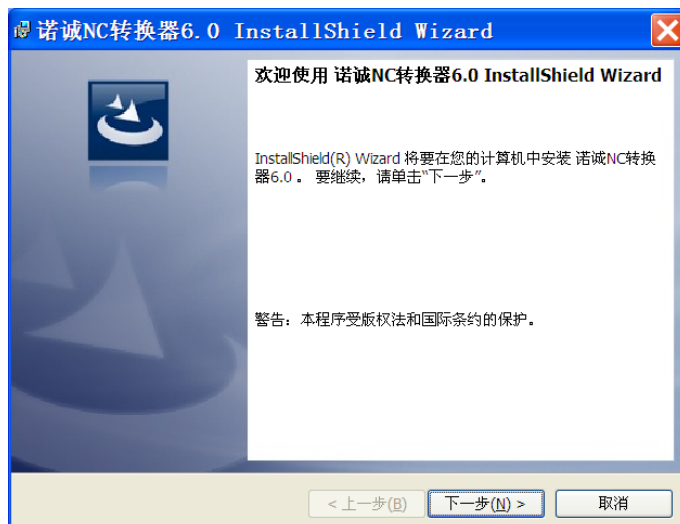 诺诚NC转换器6.0 InstallShield Wizard
欢迎使用 诺诚NC转换器6.0 InstallShield Wizard
InstallShield(R) Wizard 将要在您的计算机中安装 诺诚NC转换
器6.0 。 要继续，请单击“下一步”。
警告：本程序受版权法和国际条约的保护。
< 上一步(B) 下一步(N) > 取消